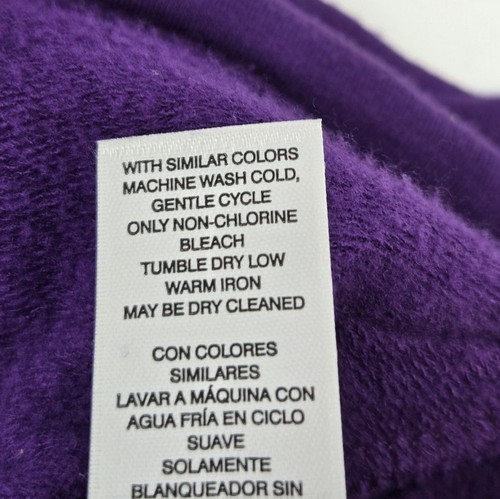 WITH SIMILAR COLORS
MACHINE WASH COLD,
GENTLE CYCLE
ONLY NON-CHLORINE
BLEACH
TUMBLE DRY LOW
WARM IRON
MAY BE DRY CLEANED
CON COLORES
SIMILARES
LAVAR A MÁQUINA CON
AGUA FRÍA EN CICLO
SUAVE
SOLAMENTE
BLANQUEADOR SIN